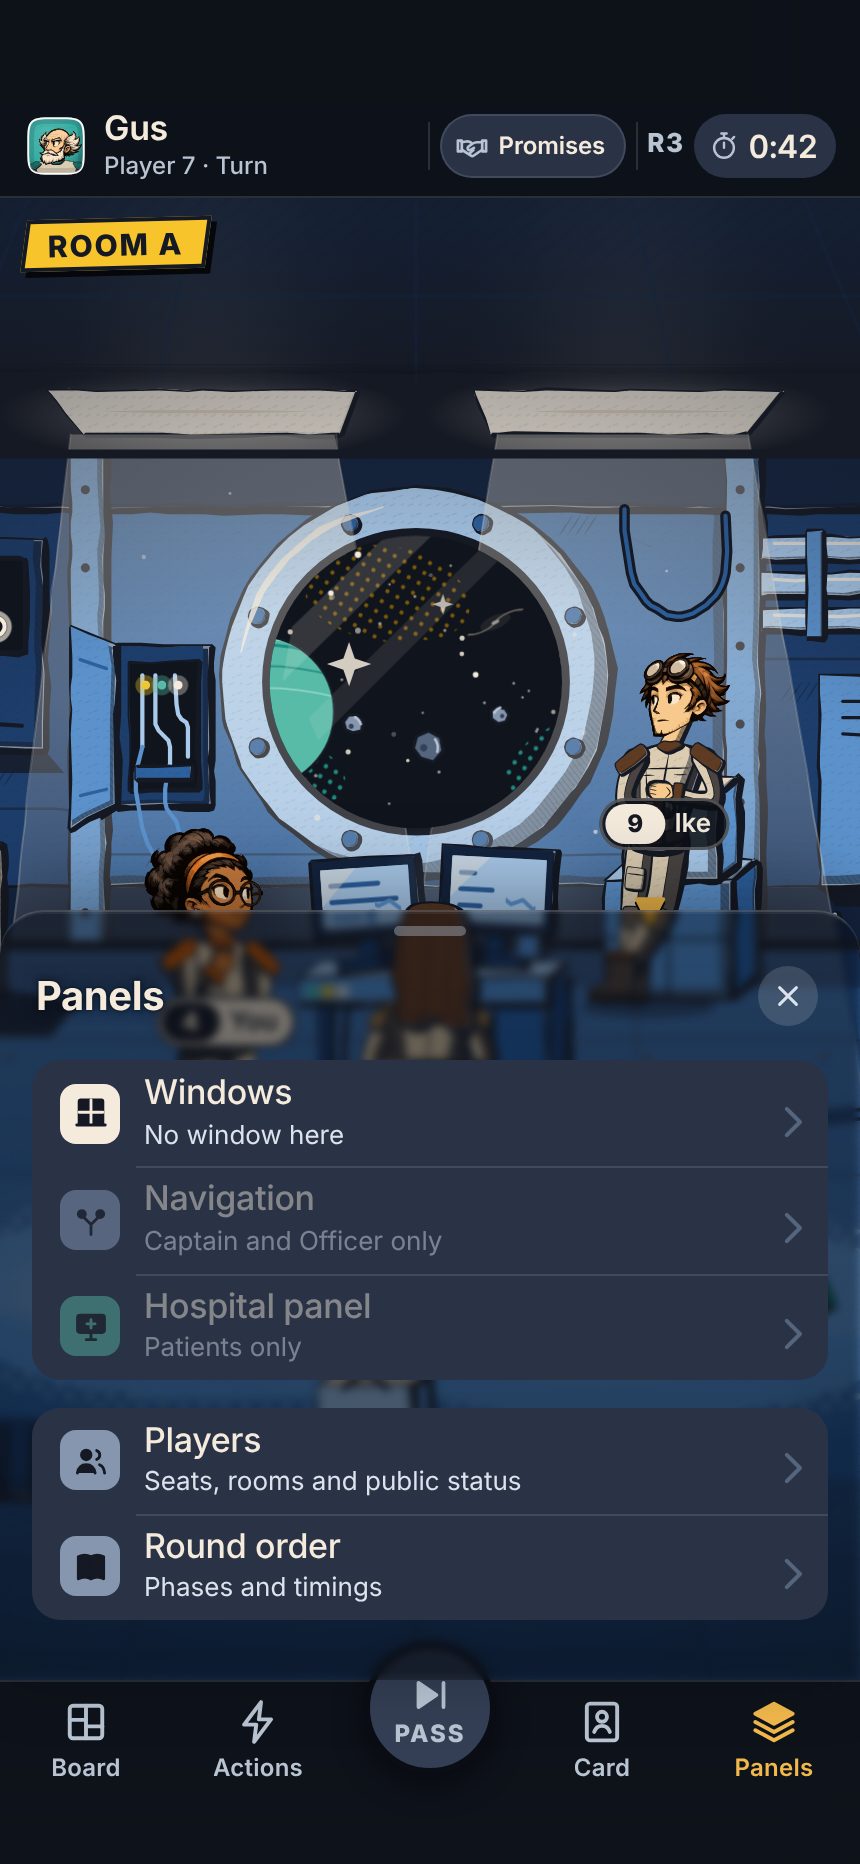 Gus
Player 7 · Turn
Promises
R3
0:42
ROOM A
9 Ike
Panels
4 You
Windows
No window here
Navigation
Captain and Officer only
Hospital panel
Patients only
Players
Seats, rooms and public status
Round order
Phases and timings
PASS
Board
Actions
Card
Panels